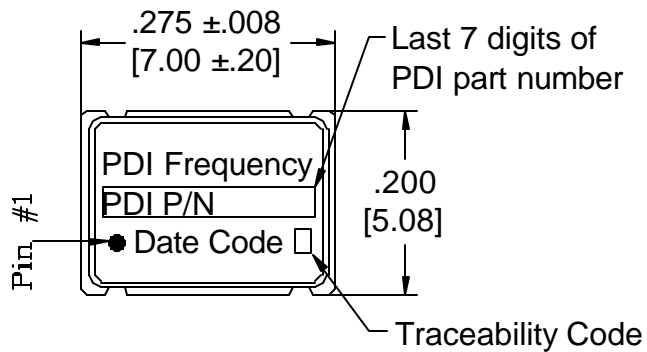 .275 ±.008
[7.00 ±.20]
Last 7 digits of
PDI part number
PDI Frequency
PDI P/N
Date Code
.200
[5.08]
Pin #1
Traceability Code